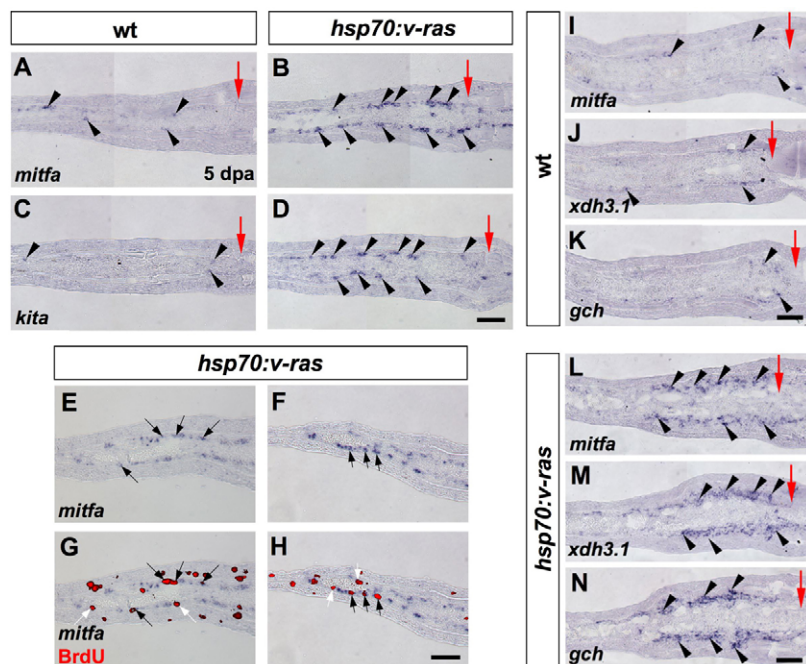 wt
hsp70:v-ras
A
mitfa
5 dpa
B
C
kita
D
hsp70:v-ras
E
mitfa
F
G
mitfa
BrdU
H
wt
I
mitfa
J
xdh3.1
K
gch
hsp70:v-ras
L
mitfa
M
xdh3.1
N
gch